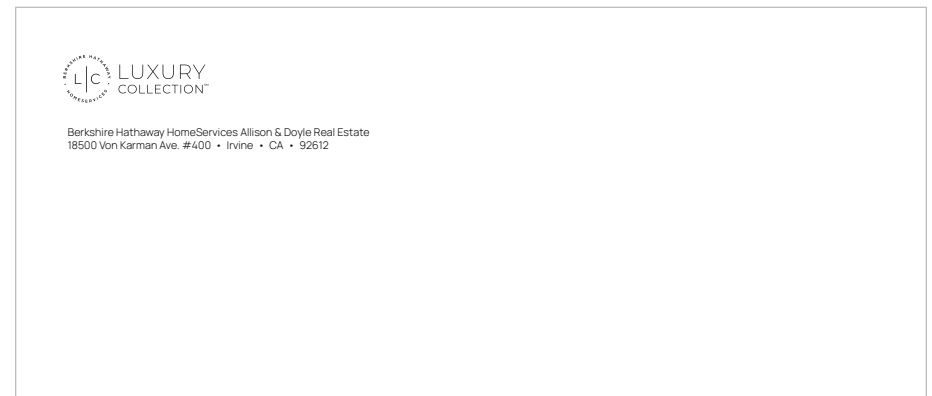 BERKSHIRE HATHAWAY
L|C
HOMESERVICES
LUXURY
COLLECTION℠
Berkshire Hathaway HomeServices Allison & Doyle Real Estate
18500 Von Karman Ave. #400 • Irvine • CA • 92612